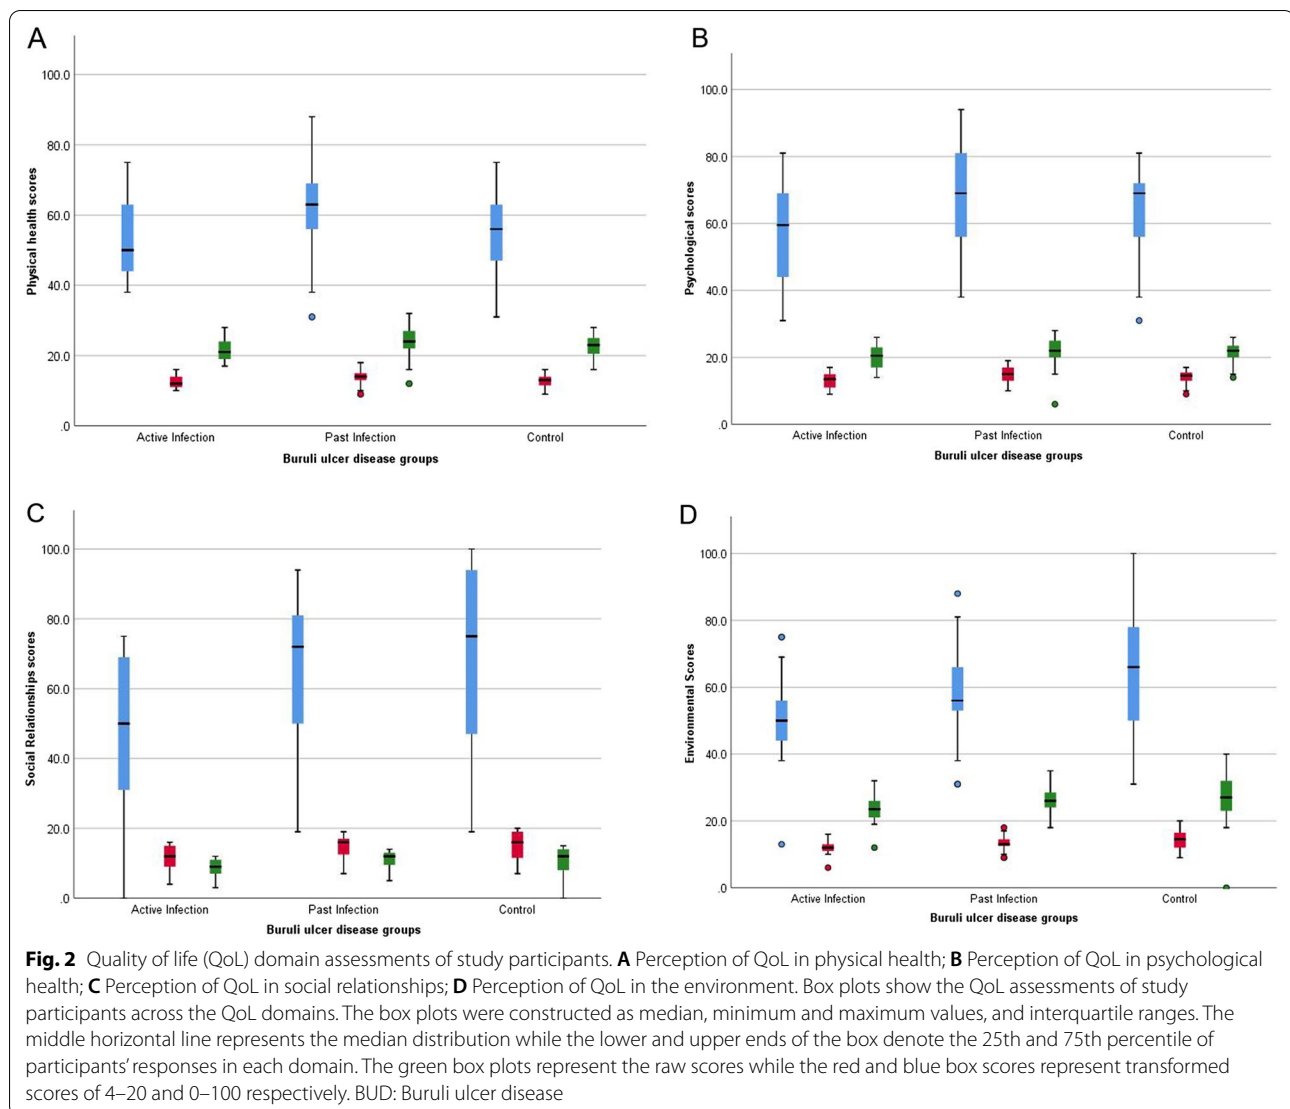 A
100.0
80.0
60.0
40.0
20.0
.0
Physical health scores
Active Infection
Past Infection
Control
Buruli ulcer disease groups
B
100.0
80.0
60.0
40.0
20.0
.0
Psychological scores
Active Infection
Past Infection
Control
Buruli ulcer disease groups
C
100.0
80.0
60.0
40.0
20.0
.0
Social Relationships scores
Active Infection
Past Infection
Control
Buruli ulcer disease groups
D
100.0
80.0
60.0
40.0
20.0
.0
Environmental Scores
Active Infection
Past Infection
Control
Buruli ulcer disease groups
Fig. 2 Quality of life (QoL) domain assessments of study participants. A Perception of QoL in physical health; B Perception of QoL in psychological
health; C Perception of QoL in social relationships; D Perception of QoL in the environment. Box plots show the QoL assessments of study
participants across the QoL domains. The box plots were constructed as median, minimum and maximum values, and interquartile ranges. The
middle horizontal line represents the median distribution while the lower and upper ends of the box denote the 25th and 75th percentile of
participants' responses in each domain. The green box plots represent the raw scores while the red and blue box scores represent transformed
scores of 4–20 and 0–100 respectively. BUD: Buruli ulcer disease